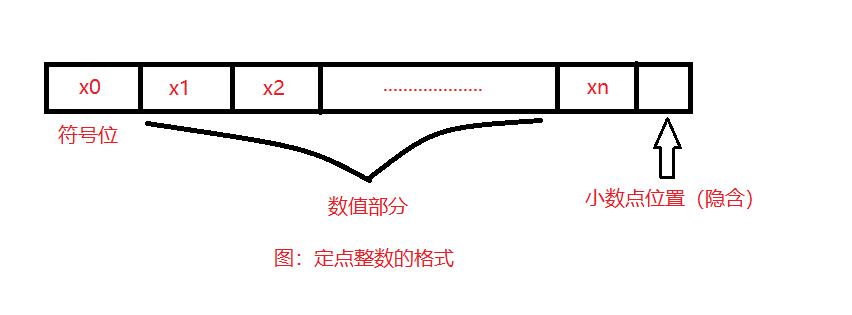 x0 x1 x2 .................... xn
符号位
小数点位置（隐含）
数值部分
图：定点整数的格式